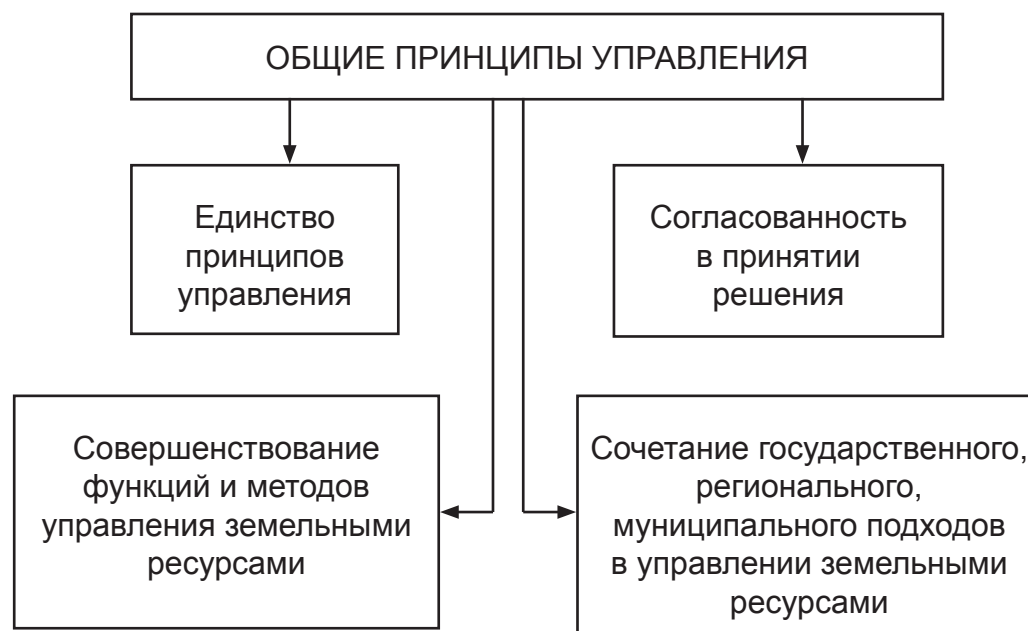 ОБЩИЕ ПРИНЦИПЫ УПРАВЛЕНИЯ
Единство
принципов
управления
Согласованность
в принятии
решения
Совершенствование
функций и методов
управления земельными
ресурсами
Сочетание государственного,
регионального,
муниципального подходов
в управлении земельными
ресурсами